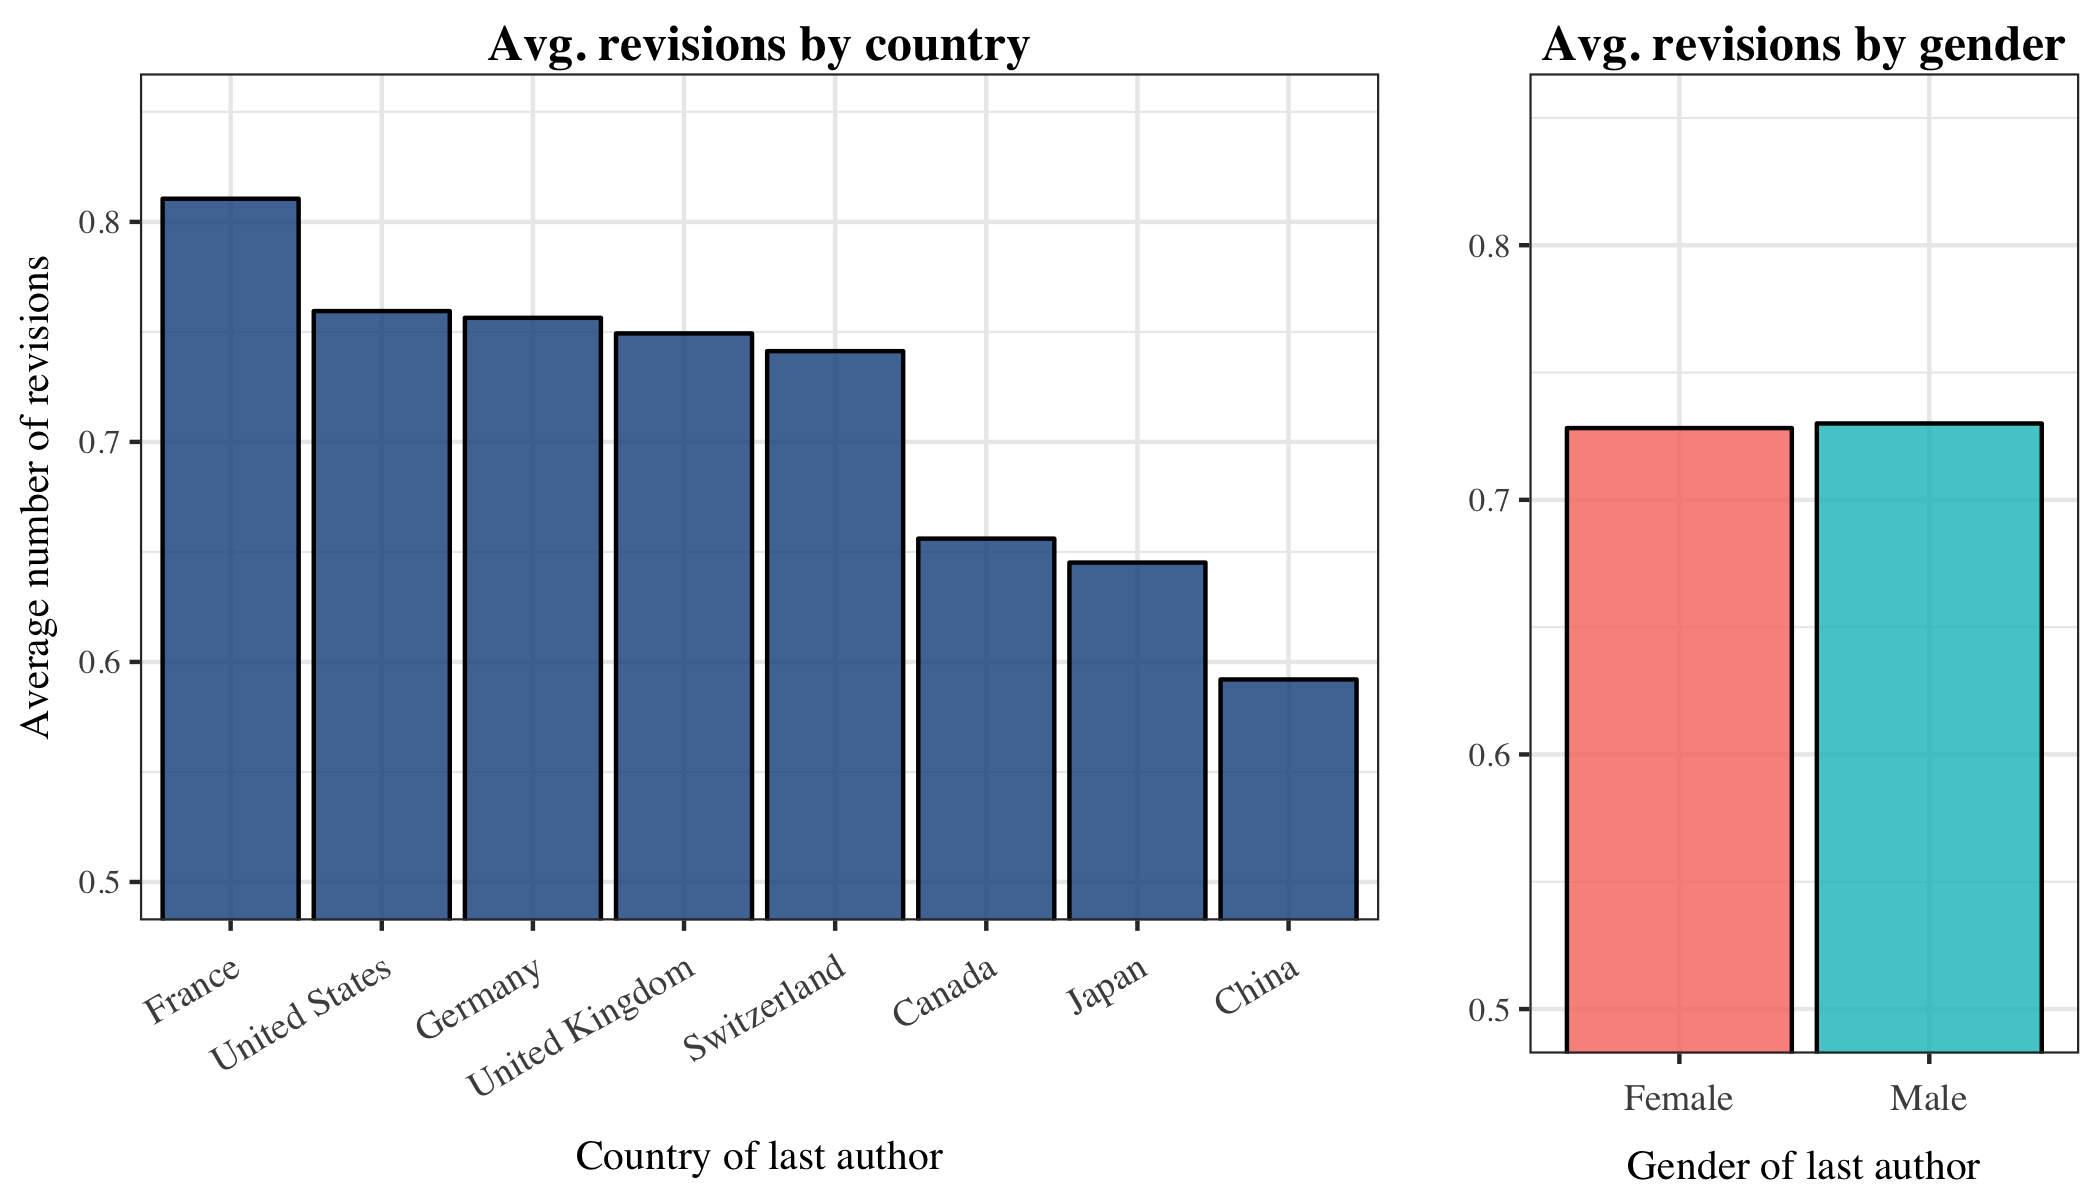 Avg. revisions by country
Average number of revisions
0.8
0.7
0.6
0.5
France
United States
Germany
United Kingdom
Switzerland
Canada
Japan
China
Country of last author
Avg. revisions by gender
0.8
0.7
0.6
0.5
Female
Male
Gender of last author